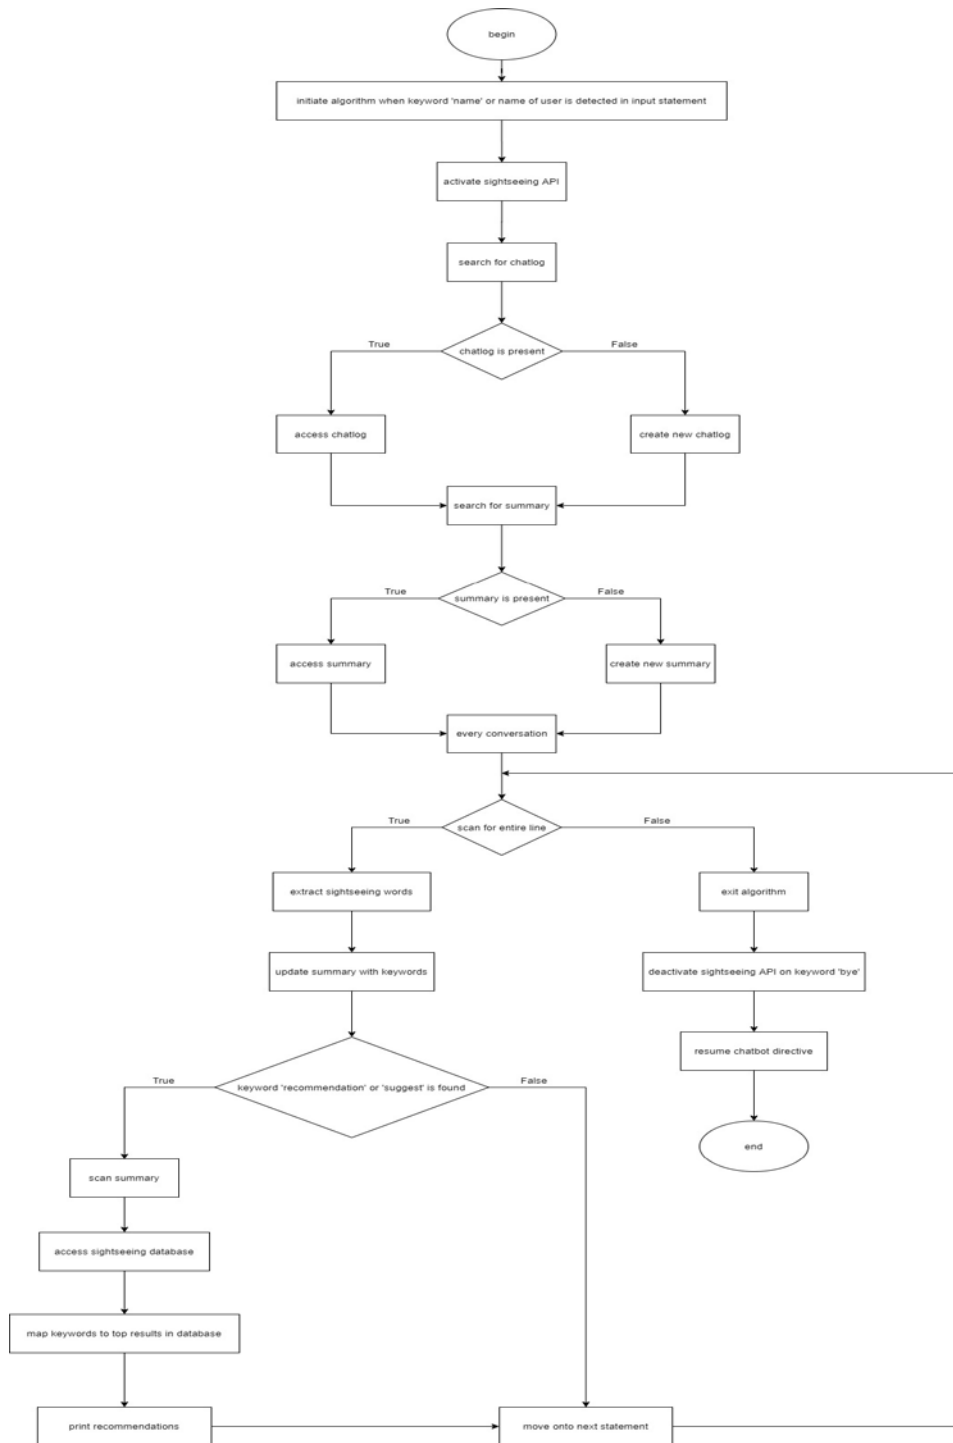 begin
initiate algorithm when keyword 'name' or name of user is detected in input statement
activate sightseeing API
search for chatlog
True
chatlog is present
False
access chatlog
create new chatlog
search for summary
True
summary is present
False
access summary
create new summary
every conversation
True
scan for entire line
False
extract sightseeing words
exit algorithm
update summary with keywords
deactivate sightseeing API on keyword 'bye'
resume chatbot directive
True
keyword 'recommendation' or 'suggest' is found
False
end
scan summary
access sightseeing database
map keywords to top results in database
print recommendations
move onto next statement